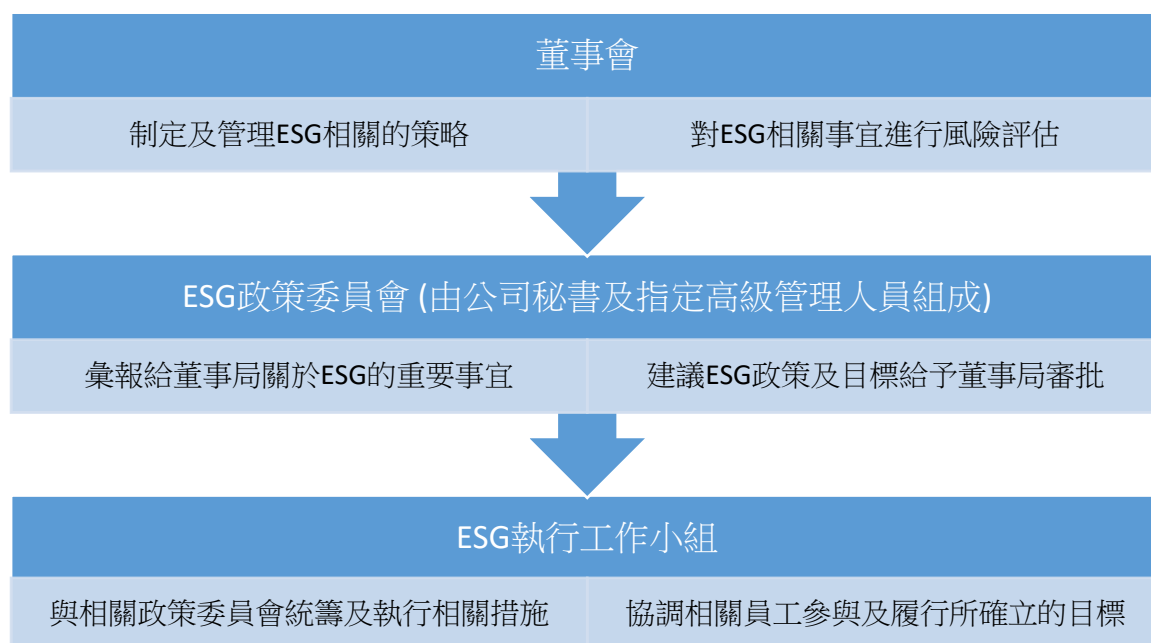 董事會
制定及管理ESG相關的策略
對ESG相關事宜進行風險評估
ESG政策委員會 (由公司秘書及指定高級管理人員組成)
彙報給董事局關於ESG的重要事宜
建議ESG政策及目標給予董事局審批
ESG執行工作小組
與相關政策委員會統籌及執行相關措施
協調相關員工參與及履行所確立的目標